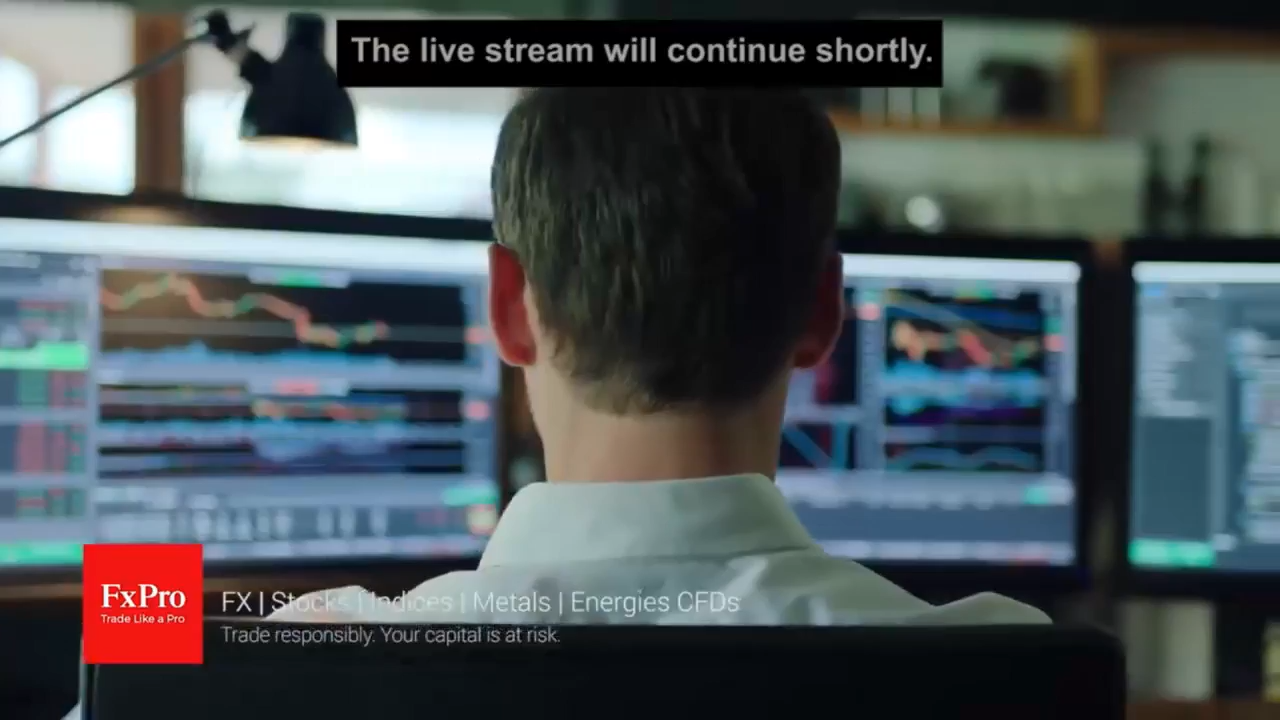 The live stream will continue shortly.
FxPro
Trade Like a Pro
FX | Stocks | Indices | Metals | Energies CFDs
Trade responsibly. Your capital is at risk.